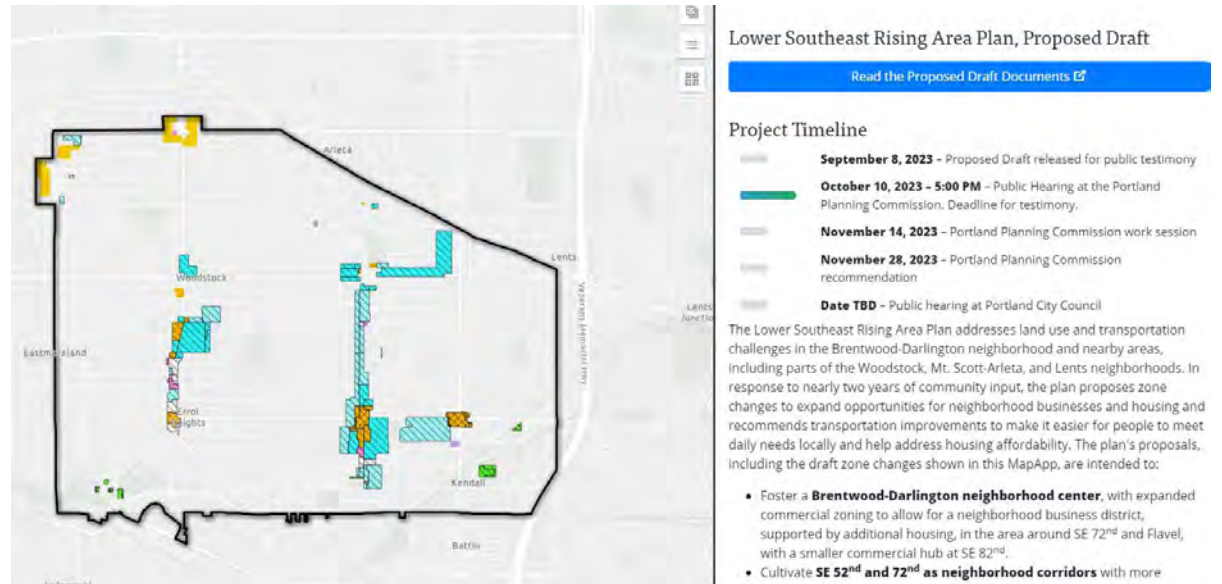 Lower Southeast Rising Area Plan, Proposed Draft
Read the Proposed Draft Documents
Project Timeline
September 8, 2023 – Proposed Draft released for public testimony
October 10, 2023 – 5:00 PM – Public Hearing at the Portland
Planning Commission. Deadline for testimony.
November 14, 2023 – Portland Planning Commission work session
November 28, 2023 – Portland Planning Commission
recommendation
Date TBD – Public hearing at Portland City Council
The Lower Southeast Rising Area Plan addresses land use and transportation
challenges in the Brentwood-Darlington neighborhood and nearby areas,
including parts of the Woodstock, Mt. Scott-Arleta, and Lents neighborhoods. In
response to nearly two years of community input, the plan proposes zone
changes to expand opportunities for neighborhood businesses and housing and
recommends transportation improvements to make it easier for people to meet
daily needs locally and help address housing affordability. The plan's proposals,
including the draft zone changes shown in this MapApp, are intended to:
• Foster a Brentwood-Darlington neighborhood center, with expanded
commercial zoning to allow for a neighborhood business district,
supported by additional housing, in the area around SE 72nd and Flavel,
with a smaller commercial hub at SE 82nd.
• Cultivate SE 52nd and 72nd as neighborhood corridors with more
Arleta
Lents
Woodstock
Veterans Memorial Hwy
Lents
Junction
Eastmoreland
Errol
Heights
Kendall
Battin